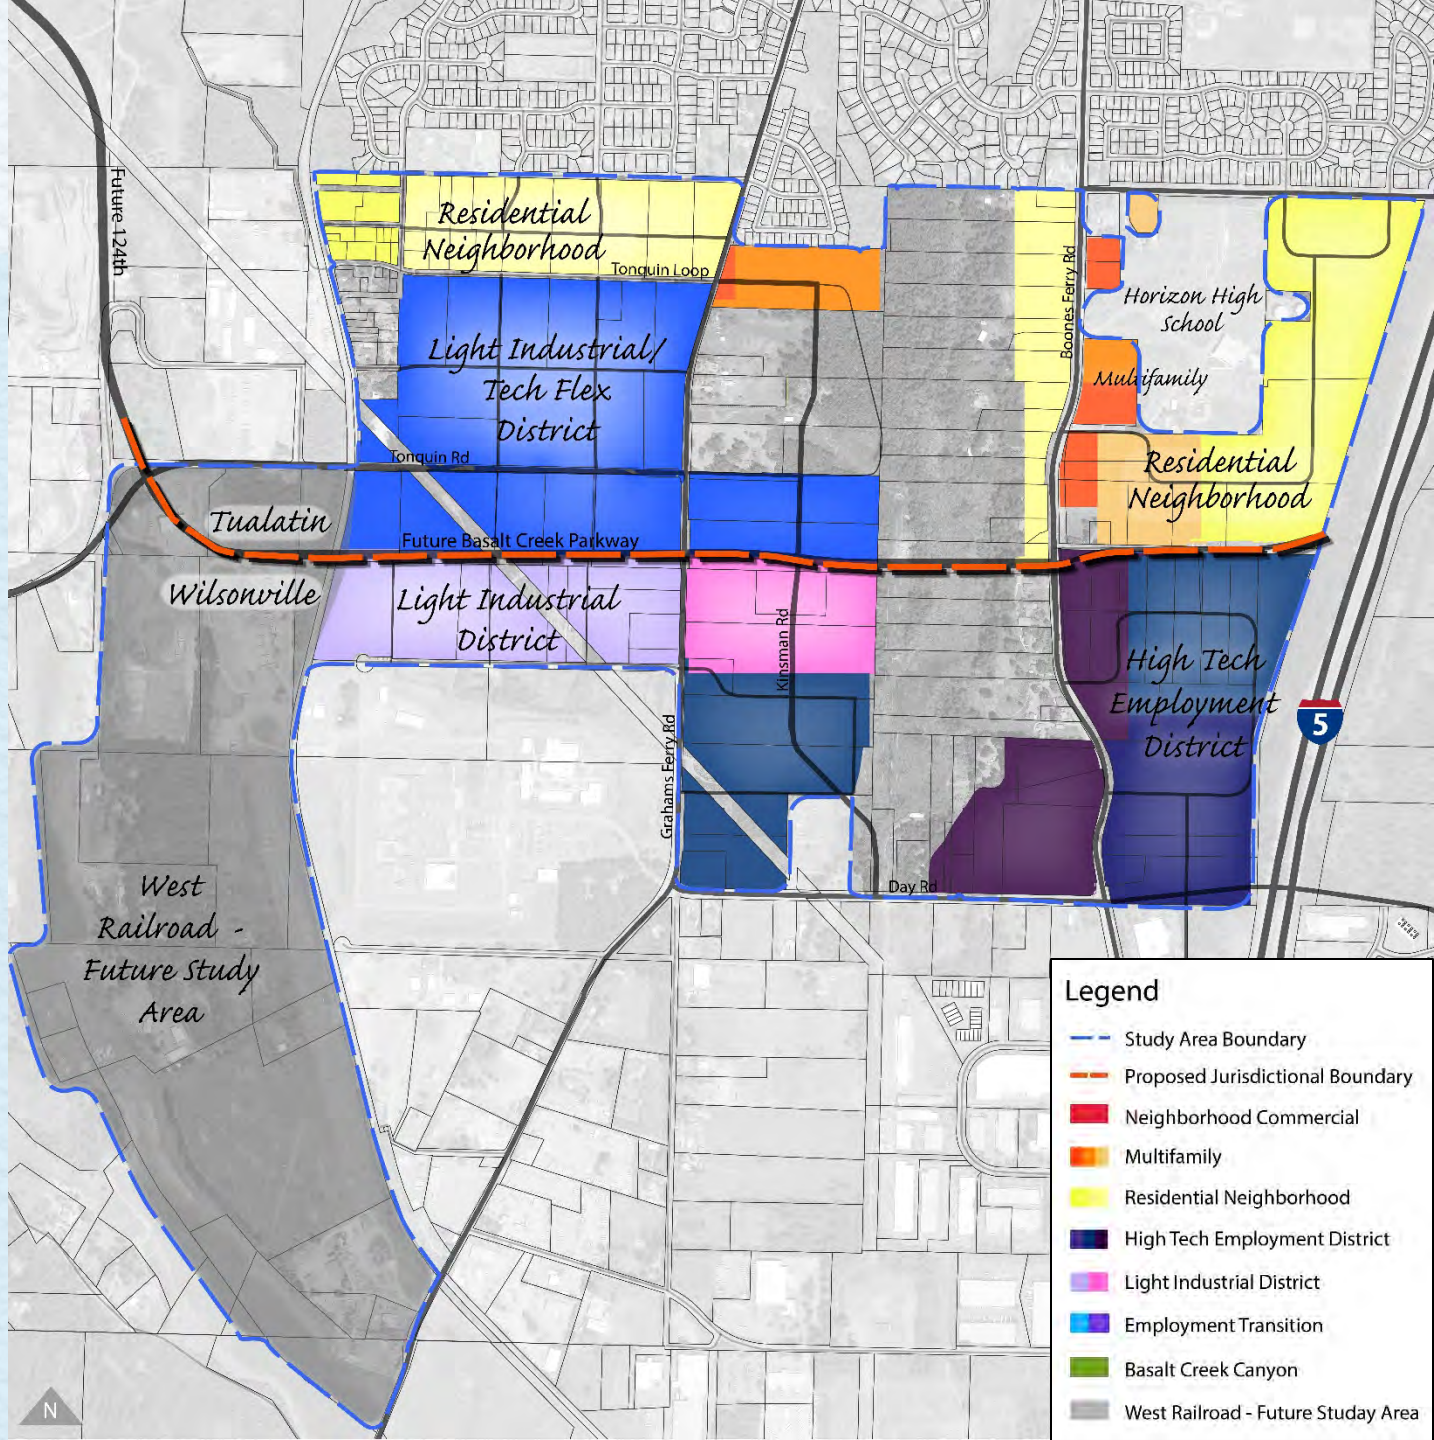 Future 124th
Residential
Neighborhood
Tonquin Loop
Boones Ferry Rd
Horizon High
School
Light Industrial/
Tech Flex
District
Multifamily
Tonquin Rd
Residential
Neighborhood
Tualatin
Future Basalt Creek Parkway
Wilsonville
Light Industrial
District
Kinsman Rd
High Tech
Employment
District
5
Grahams Ferry Rd
West
Railroad -
Future Study
Area
Day Rd
Legend
Study Area Boundary
Proposed Jurisdictional Boundary
Neighborhood Commercial
Multifamily
Residential Neighborhood
High Tech Employment District
Light Industrial District
Employment Transition
Basalt Creek Canyon
West Railroad - Future Studay Area
N